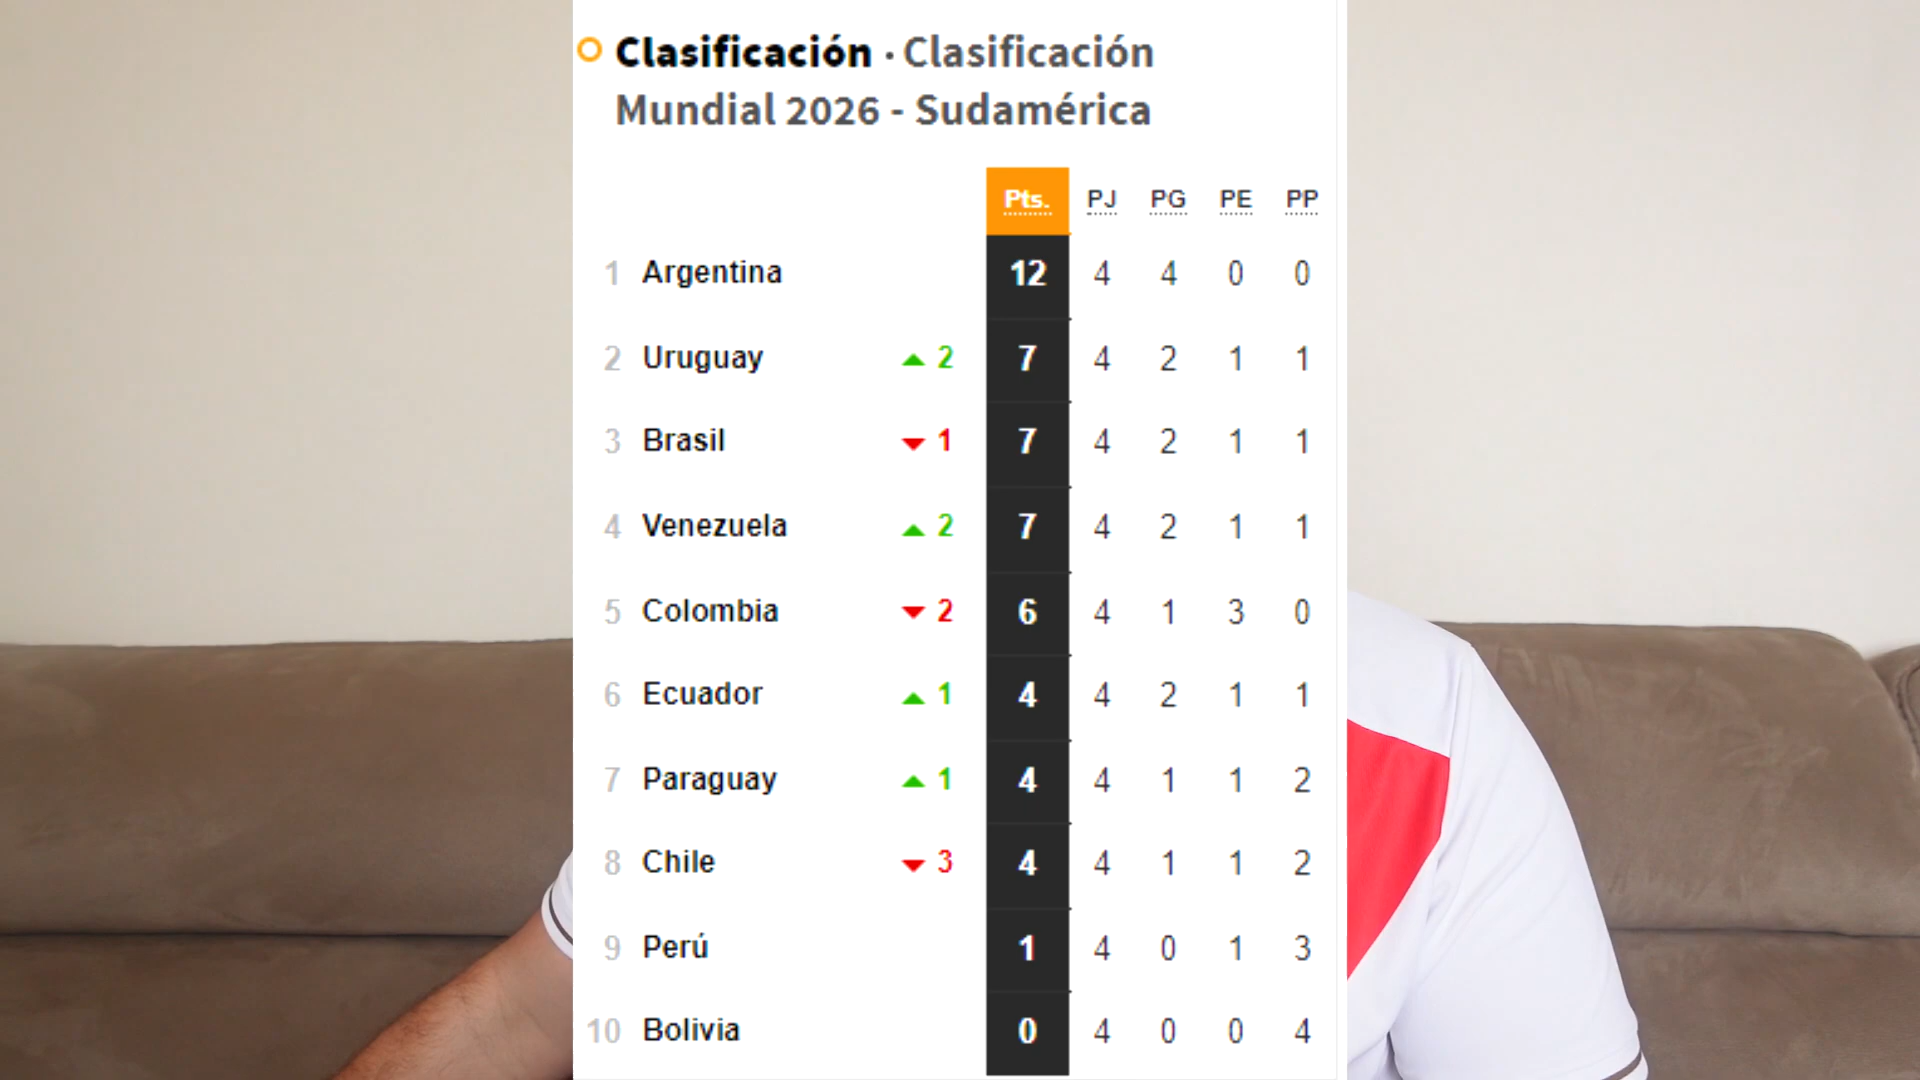 Clasificación · Clasificación
Mundial 2026 - Sudamérica
Pts. PJ PG PE PP
1 Argentina 12 4 4 0 0
2 Uruguay 2 7 4 2 1 1
3 Brasil 1 7 4 2 1 1
4 Venezuela 2 7 4 2 1 1
5 Colombia 2 6 4 1 3 0
6 Ecuador 1 4 4 2 1 1
7 Paraguay 1 4 4 1 1 2
8 Chile 3 4 4 1 1 2
9 Perú 1 4 0 1 3
10 Bolivia 0 4 0 0 4